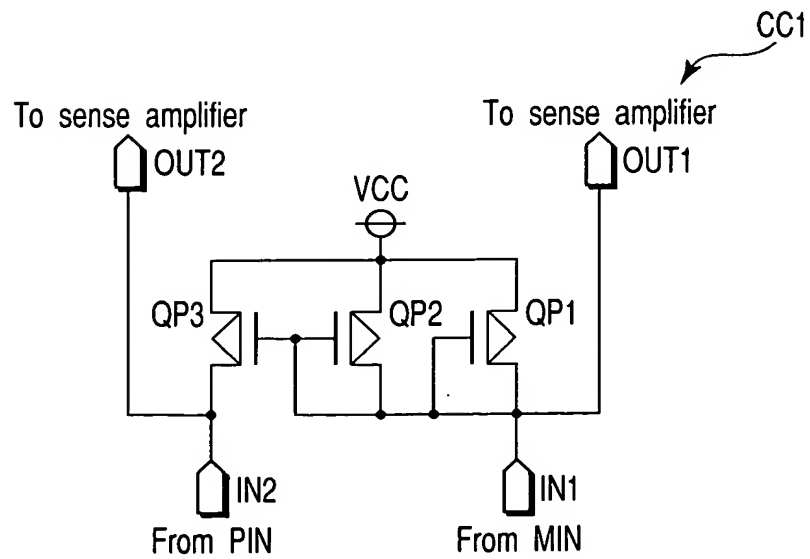 CC1
To sense amplifier
To sense amplifier
OUT2
OUT1
VCC
QP3
QP2
QP1
IN2
IN1
From PIN
From MIN